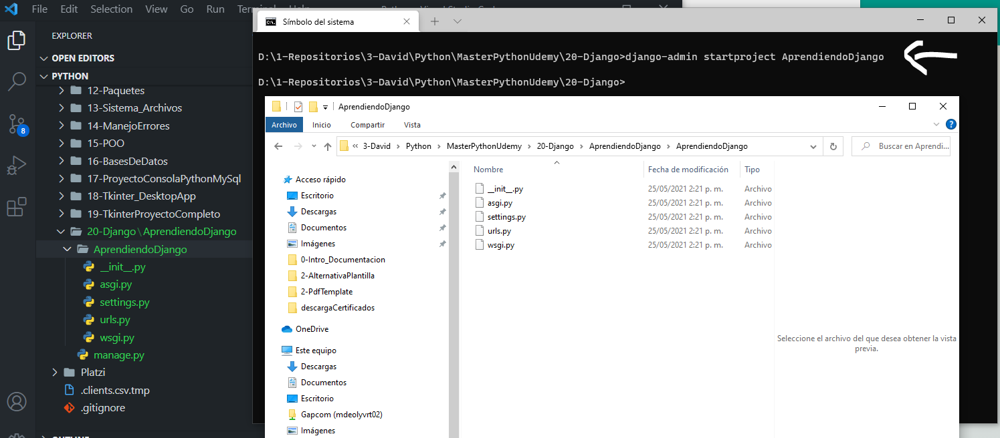 File Edit Selection View Go Run
EXPLORER
OPEN EDITORS
PYTHON
12-Paquetes
13-Sistema_Archivos
14-ManejoErrores
15-POO
16-BasesDeDatos
17-ProyectoConsolaPythonMySql
18-Tkinter_DesktopApp
19-TkinterProyectoCompleto
20-Django\AprendiendoDjango
AprendiendoDjango
__init__.py
asgi.py
settings.py
urls.py
wsgi.py
manage.py
Platzi
.clients.csv.tmp
.gitignore
8
Símbolo del sistema
D:\1-Repositorios\3-David\Python\MasterPythonUdemy\20-Django>django-admin startproject AprendiendoDjango
D:\1-Repositorios\3-David\Python\MasterPythonUdemy\20-Django>
AprendiendoDjango
Archivo Inicio Compartir Vista
« 3-David > Python > MasterPythonUdemy > 20-Django > AprendiendoDjango > AprendiendoDjango
Buscar en Aprendi...
Acceso rápido
Escritorio
Descargas
Documentos
Imágenes
0-Intro_Documentacion
2-AlternativaPlantilla
2-PdfTemplate
descargaCertificados
OneDrive
Este equipo
Descargas
Documentos
Escritorio
Gapcom (mdeolyvrt02)
Imágenes
Nombre Fecha de modificación Tipo
__init__.py 25/05/2021 2:21 p. m. Archivo
asgi.py 25/05/2021 2:21 p. m. Archivo
settings.py 25/05/2021 2:21 p. m. Archivo
urls.py 25/05/2021 2:21 p. m. Archivo
wsgi.py 25/05/2021 2:21 p. m. Archivo
Seleccione el archivo del que desea obtener la vista
previa.